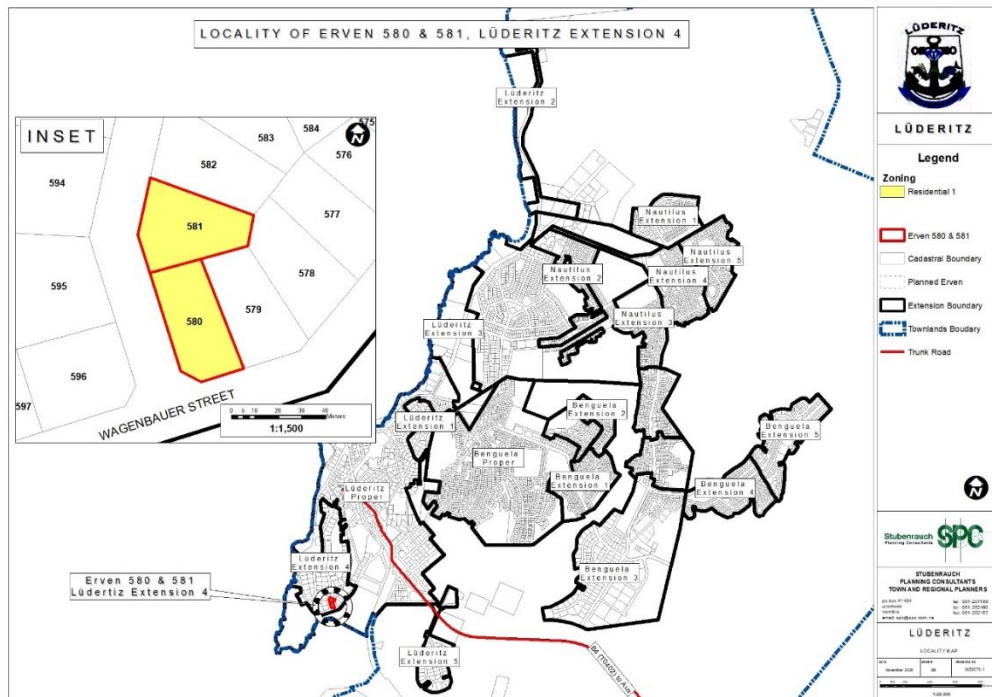 LOCALITY OF ERVEN 580 & 581, LÜDERITZ EXTENSION 4
INSET
575
584
583
576
582
594
577
581
578
595
580
579
596
597
WAGENBAUER STREET
0 5 10 20 30 40
Meters
1:1,500
Lüderitz
Extension 2
Nautilus
Extension 1
Nautilus
Extension 5
Nautilus
Extension 2
Nautilus
Extension 4
Nautilus
Extension 3
Lüderitz
Extension 3
Benguela
Extension 2
Lüderitz
Extension 1
Benguela
Extension 5
Benguela
Proper
Benguela
Extension 1
Benguela
Extension 4
Lüderitz
Proper
Lüderitz
Extension 4
Benguela
Extension 3
Erven 580 & 581
Lüdertiz Extension 4
Lüderitz
Extension 5
LÜDERITZ
LÜDERITZ
Legend
Zoning
Residential 1
Erven 580 & 581
Cadastral Boundary
Planned Erven
Extension Boundary
Townlands Boudary
Trunk Road
N
Stubenrauch
Planning Consultants
SPC
STUBENRAUCH
PLANNING CONSULTANTS
TOWN AND REGIONAL PLANNERS
LÜDERITZ
LOCALITY MAP